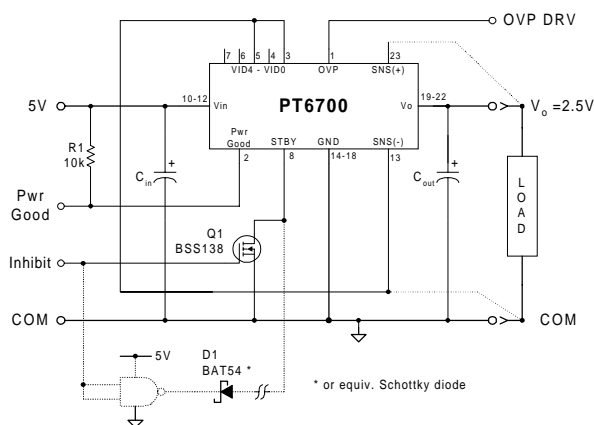 OVP DRV
7 6 5 4 3 1 23
VID4 - VID0 OVP SNS(+)
5V 10-12 Vin PT6700 Vo 19-22 Vo =2.5V
R1
10k
Pwr
Good STBY GND SNS(-)
2 8 14-18 13
+ +
Cin Cout
LOAD
Pwr
Good
Q1
BSS138
Inhibit
COM COM
5V D1
BAT54 *
* or equiv. Schottky diode